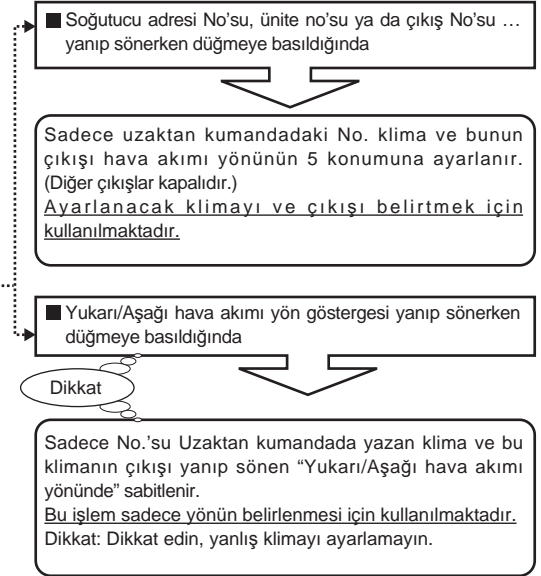 ■ Soğutucu adresi No'su, ünite no'su ya da çıkış No'su …
yanıp sönerken düğmeye basıldığında
Sadece uzaktan kumandadaki No. klima ve bunun
çıkışı hava akımı yönünün 5 konumuna ayarlanır.
(Diğer çıkışlar kapalıdır.)
Ayarlanacak klimayı ve çıkışı belirtmek için
kullanılmaktadır.
■ Yukarı/Aşağı hava akımı yön göstergesi yanıp sönerken
düğmeye basıldığında
Dikkat
Sadece No.'su Uzaktan kumandada yazan klima ve bu
klimanın çıkışı yanıp sönen “Yukarı/Aşağı hava akımı
yönünde” sabitlenir.
Bu işlem sadece yönün belirlenmesi için kullanılmaktadır.
Dikkat: Dikkat edin, yanlış klimayı ayarlamayın.